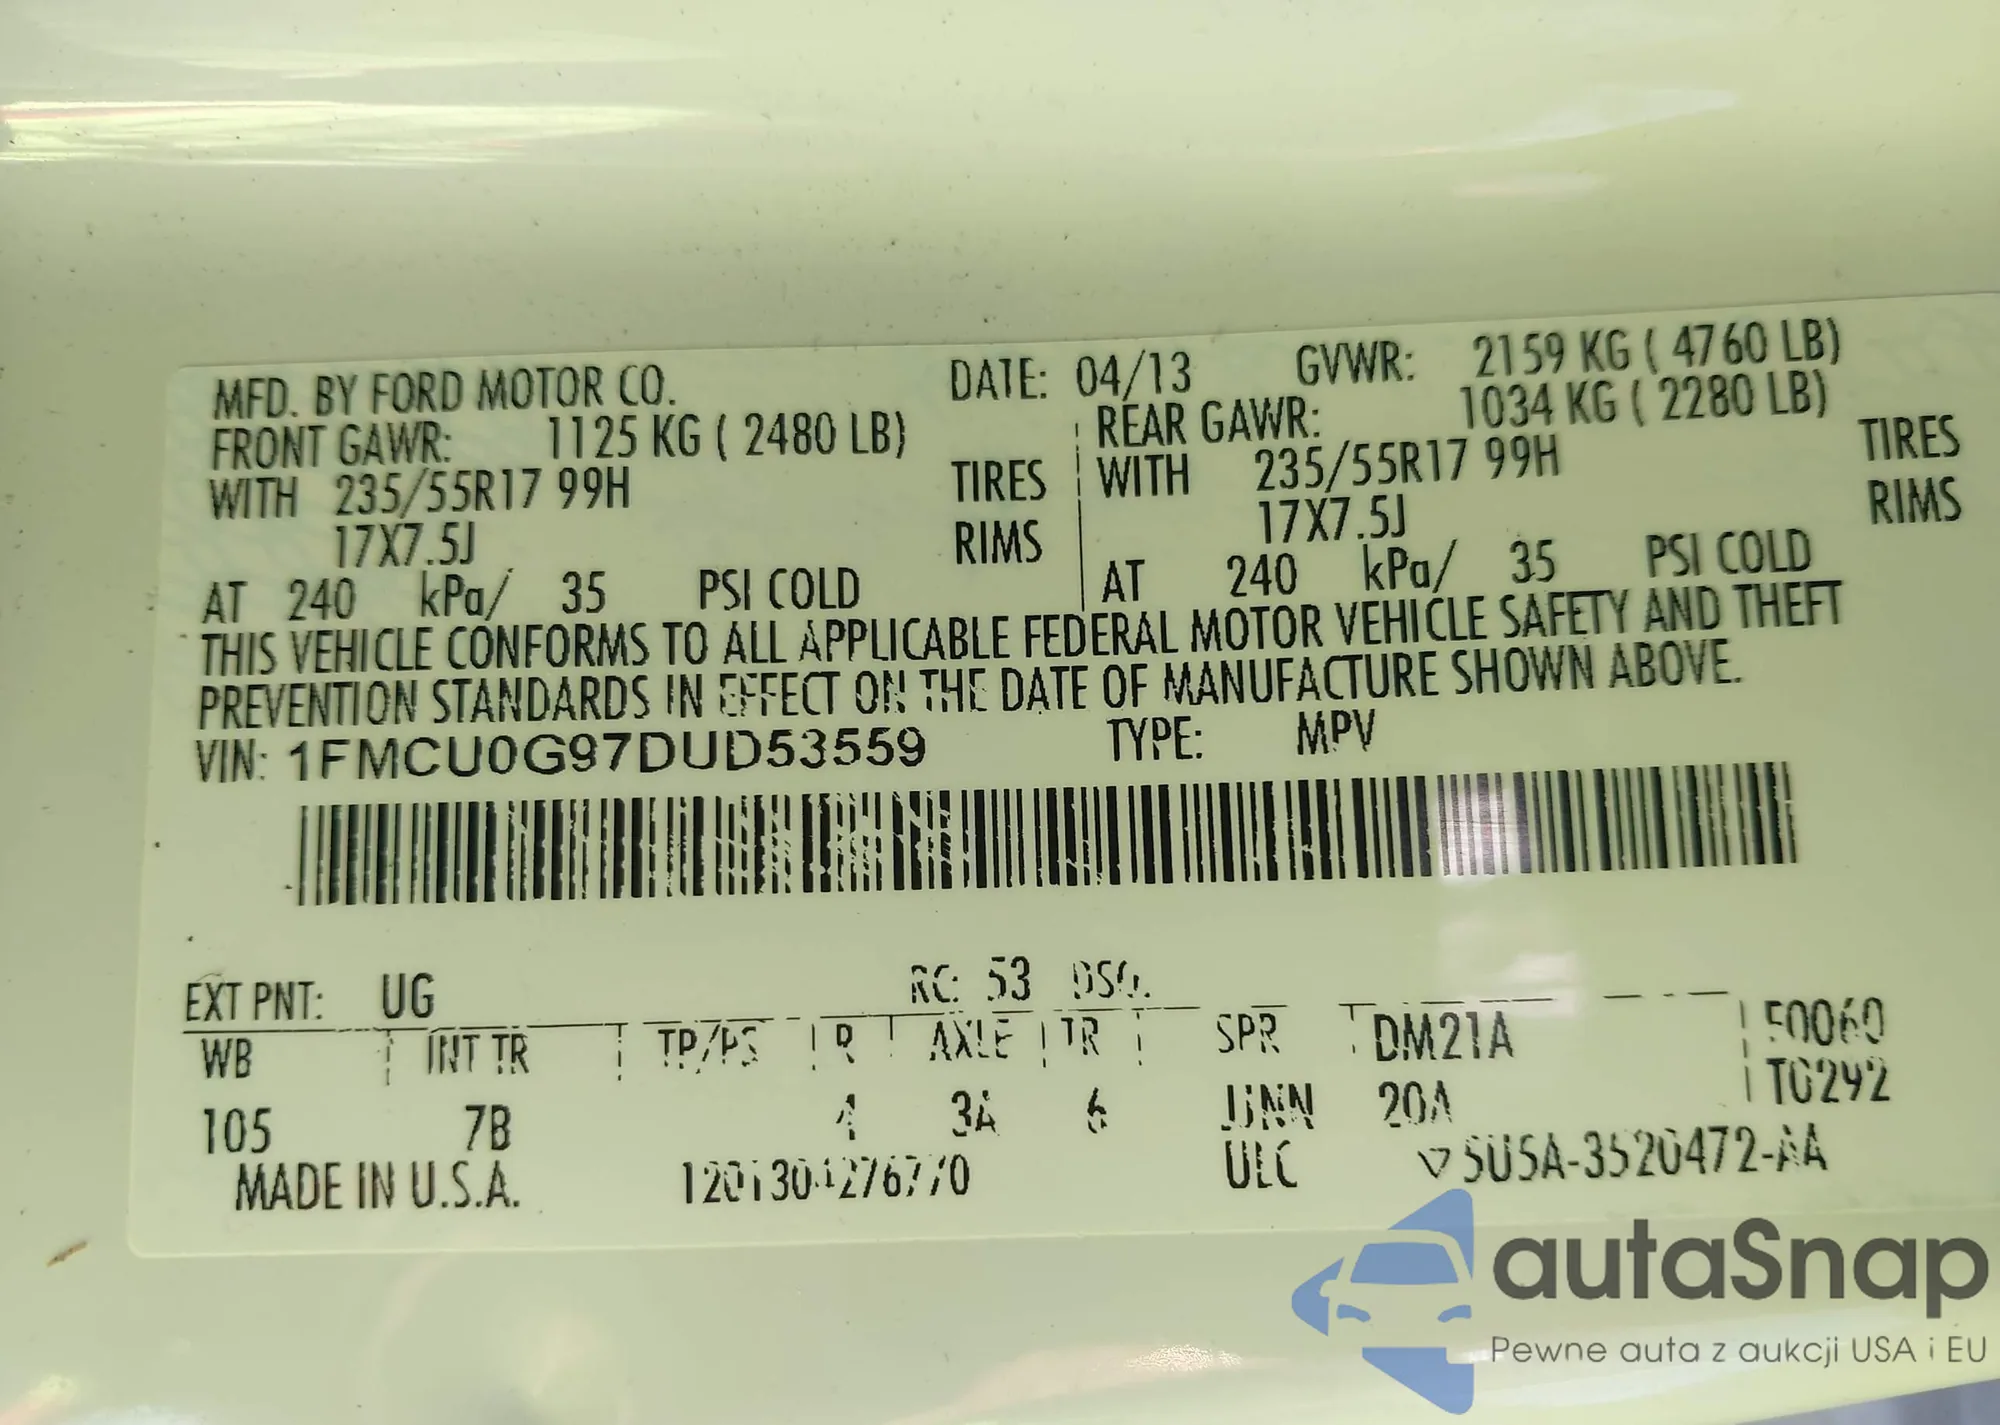 MFD. BY FORD MOTOR CO. DATE: 04/13 GVWR: 2159 KG ( 4760 LB)
FRONT GAWR: 1125 KG ( 2480 LB) REAR GAWR: 1034 KG ( 2280 LB)
WITH 235/55R17 99H TIRES WITH 235/55R17 99H TIRES
17X7.5J RIMS 17X7.5J RIMS
AT 240 kPa/ 35 PSI COLD AT 240 kPa/ 35 PSI COLD
THIS VEHICLE CONFORMS TO ALL APPLICABLE FEDERAL MOTOR VEHICLE SAFETY AND THEFT
PREVENTION STANDARDS IN EFFECT ON THE DATE OF MANUFACTURE SHOWN ABOVE.
VIN: 1FMCU0G97DUD53559 TYPE: MPV
EXT PNT: UG RC: 53 DSO:
WB INT TR TP/PS R AXLE TR SPR DM21A
105 7B 4 3A 6 20A
MADE IN U.S.A. ULC 5U5A-3520472-AA
autaSnap
Pewne auta z aukcji USA i EU